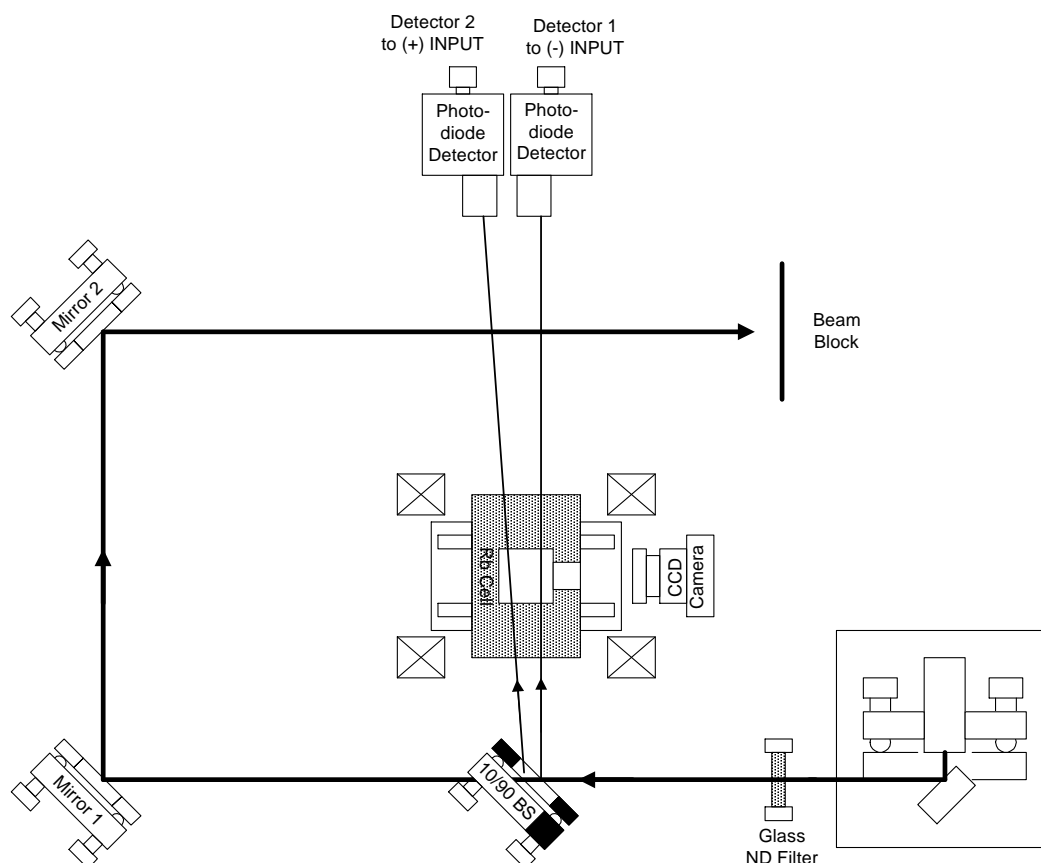 Detector 2
to (+) INPUT
Detector 1
to (-) INPUT
Photo-
diode
Detector
Photo-
diode
Detector
Mirror 2
Beam
Block
Rb Cell
CCD
Camera
Mirror 1
10/90 BS
Glass
ND Filter